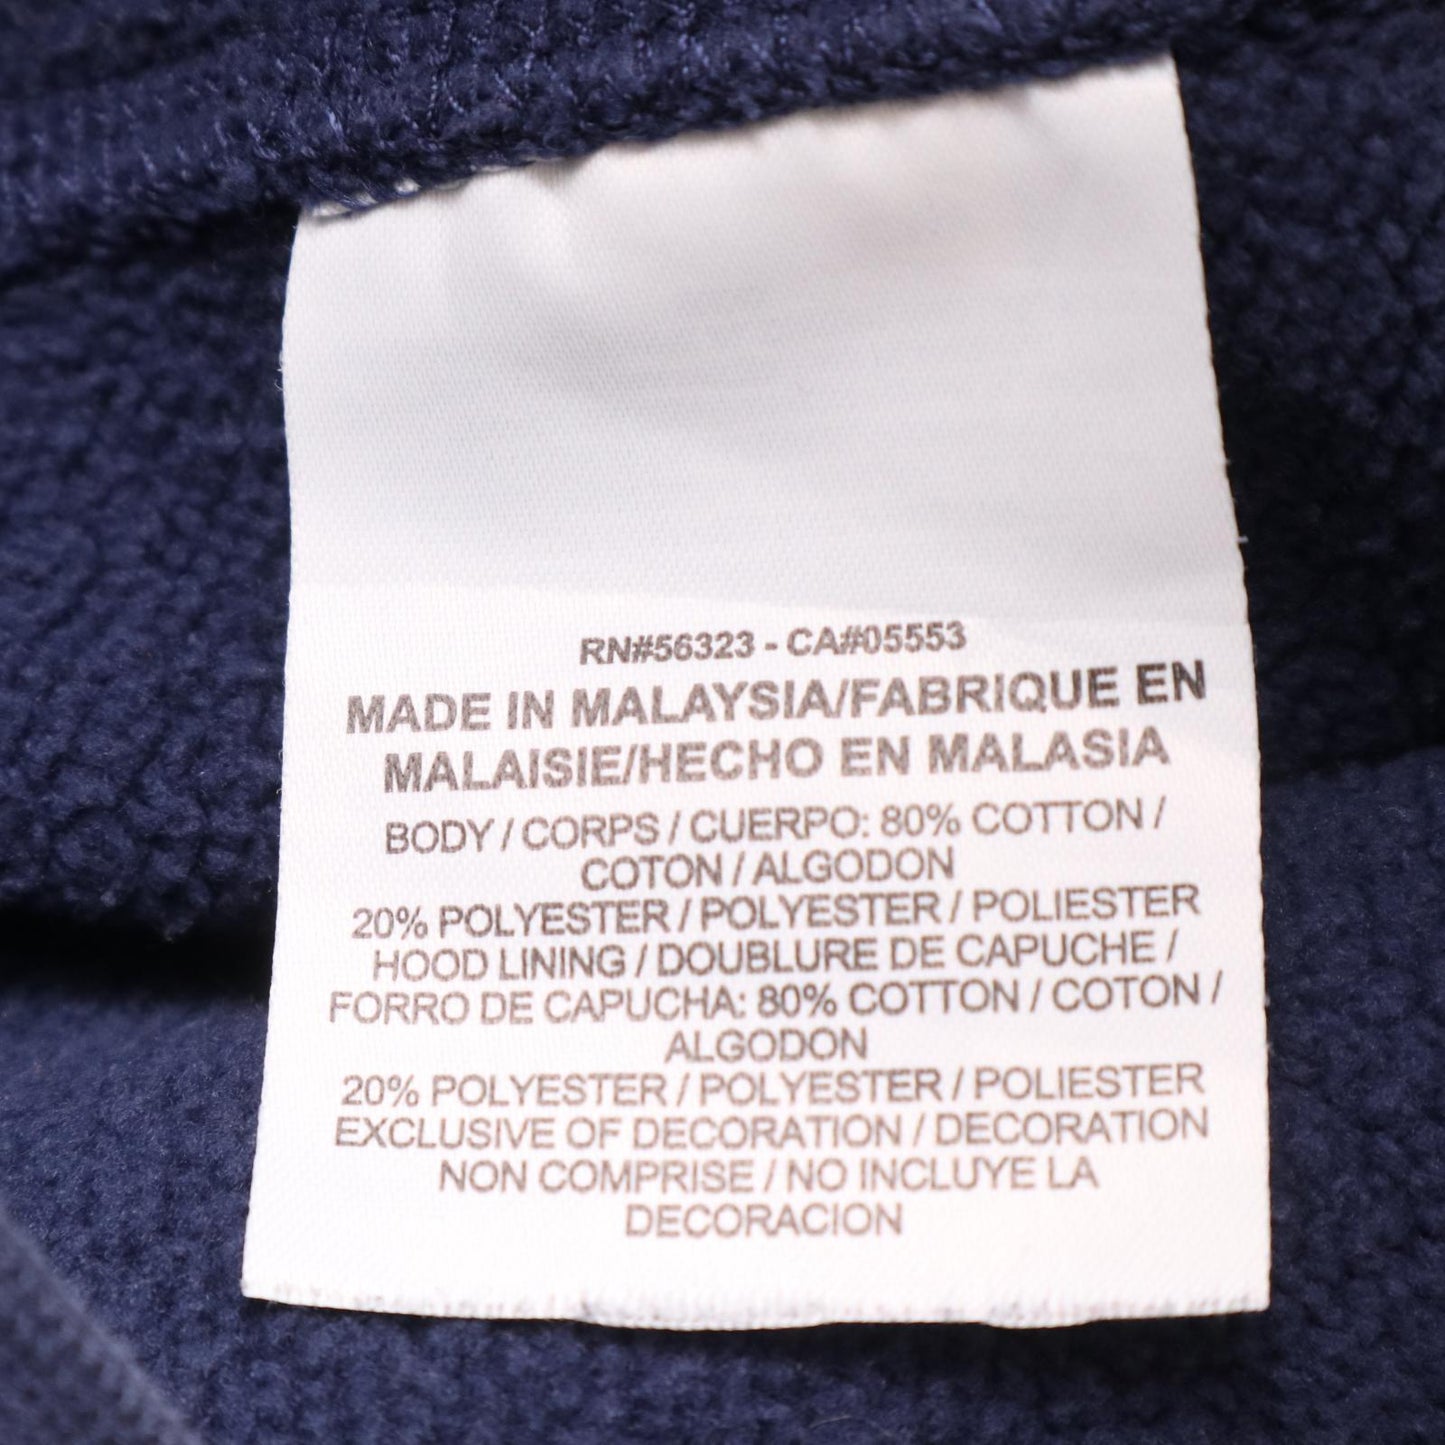 RN#56323 - CA#05553
MADE IN MALAYSIA/FABRIQUE EN
MALAISIE/HECHO EN MALASIA
BODY / CORPS / CUERPO: 80% COTTON /
COTON / ALGODON
20% POLYESTER / POLYESTER / POLIESTER
HOOD LINING / DOUBLURE DE CAPUCHE /
FORRO DE CAPUCHA: 80% COTTON / COTON /
ALGODON
20% POLYESTER / POLYESTER / POLIESTER
EXCLUSIVE OF DECORATION / DECORATION
NON COMPRISE / NO INCLUYE LA
DECORACION